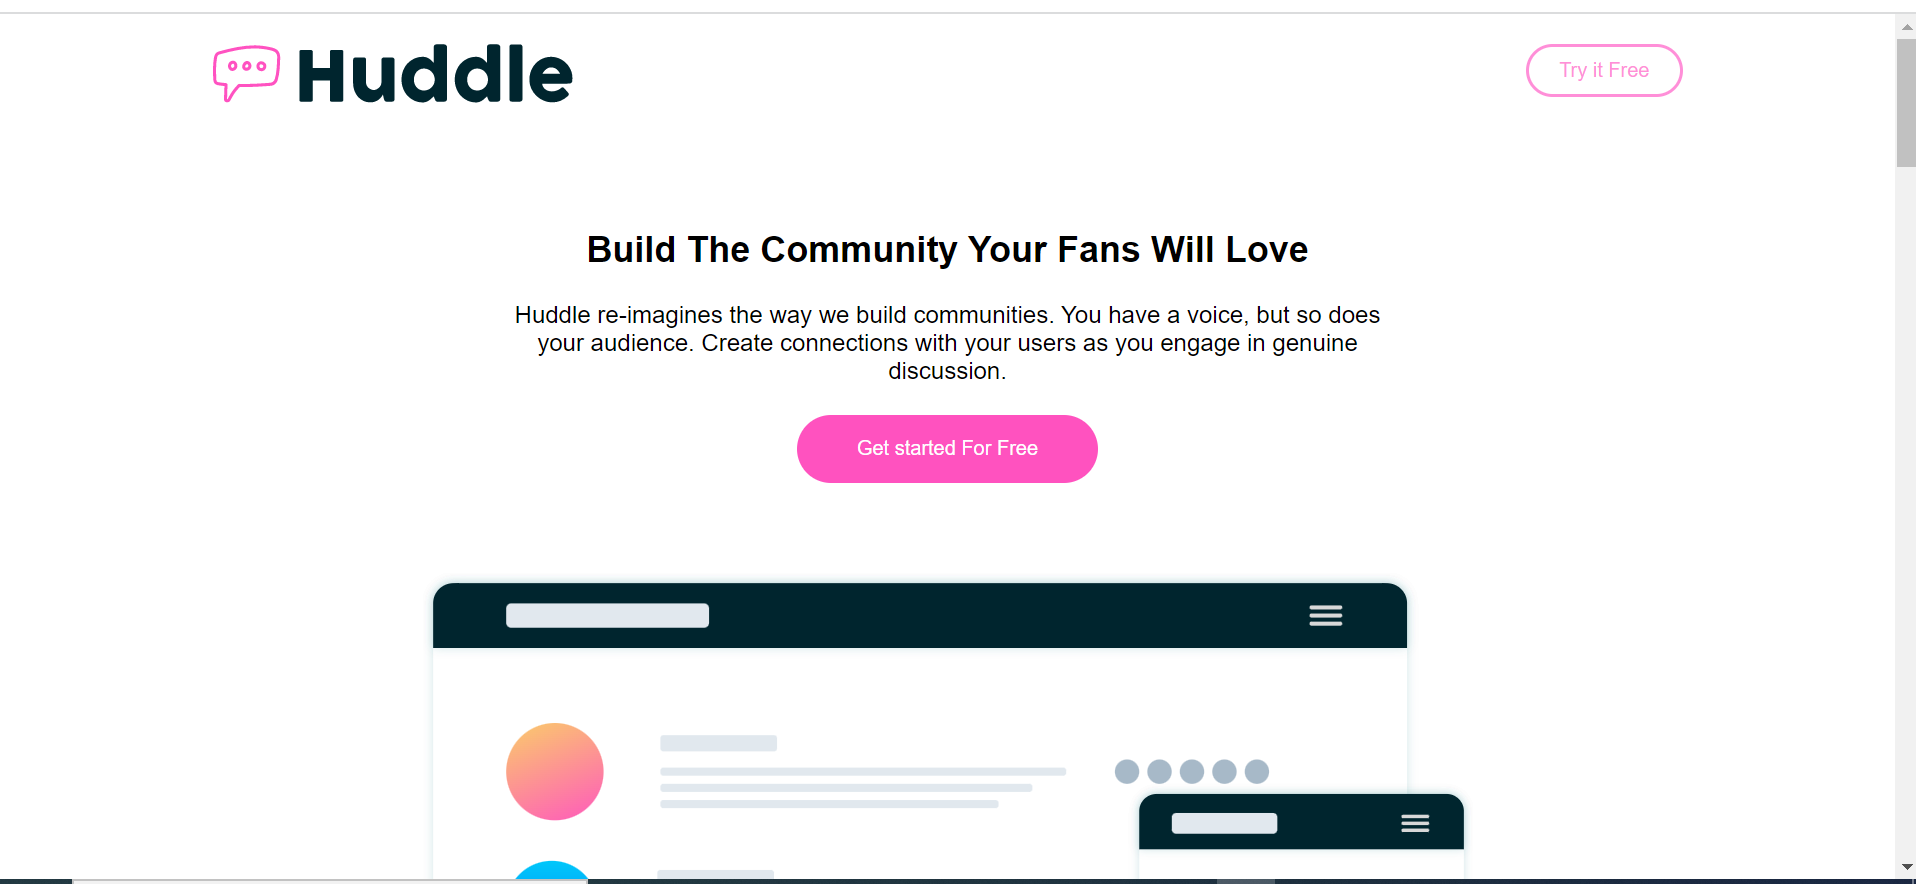 Huddle
Try it Free
Build The Community Your Fans Will Love
Huddle re-imagines the way we build communities. You have a voice, but so does
your audience. Create connections with your users as you engage in genuine
discussion.
Get started For Free